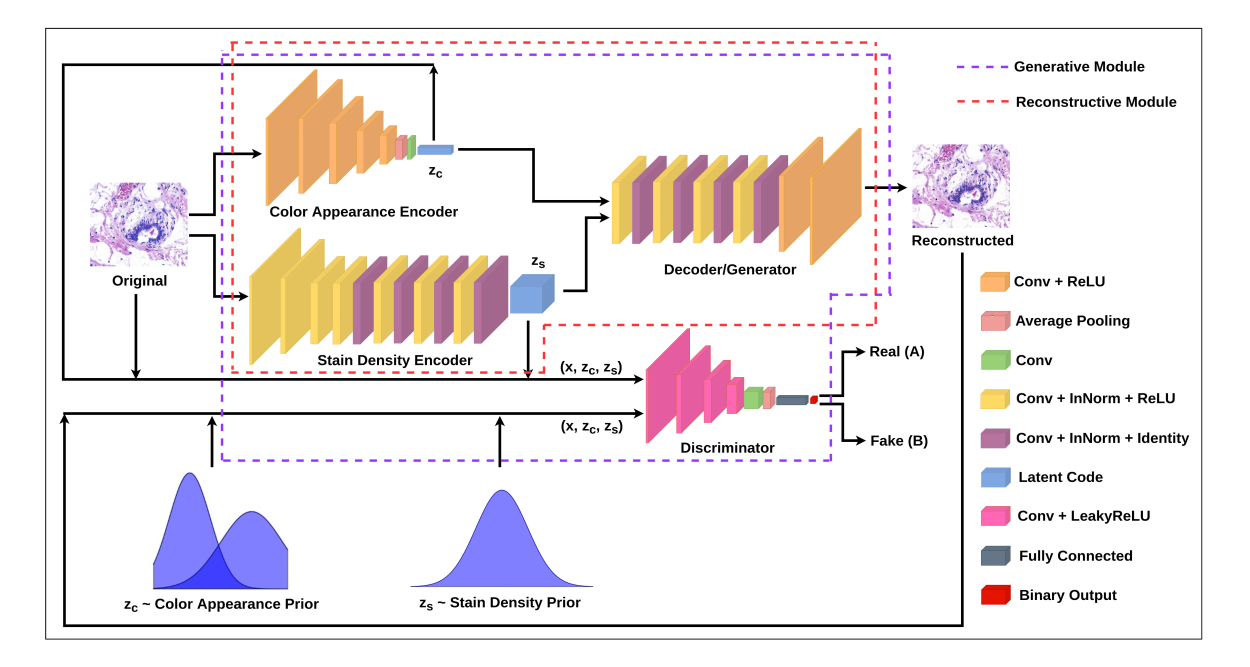 Generative Module
Reconstructive Module
z_c
Color Appearance Encoder
Original
z_s
Stain Density Encoder
Decoder/Generator
Reconstructed
(x, z_c, z_s)
(x, z_c, z_s)
Discriminator
Real (A)
Fake (B)
z_c ~ Color Appearance Prior
z_s ~ Stain Density Prior
Conv + ReLU
Average Pooling
Conv
Conv + InNorm + ReLU
Conv + InNorm + Identity
Latent Code
Conv + LeakyReLU
Fully Connected
Binary Output